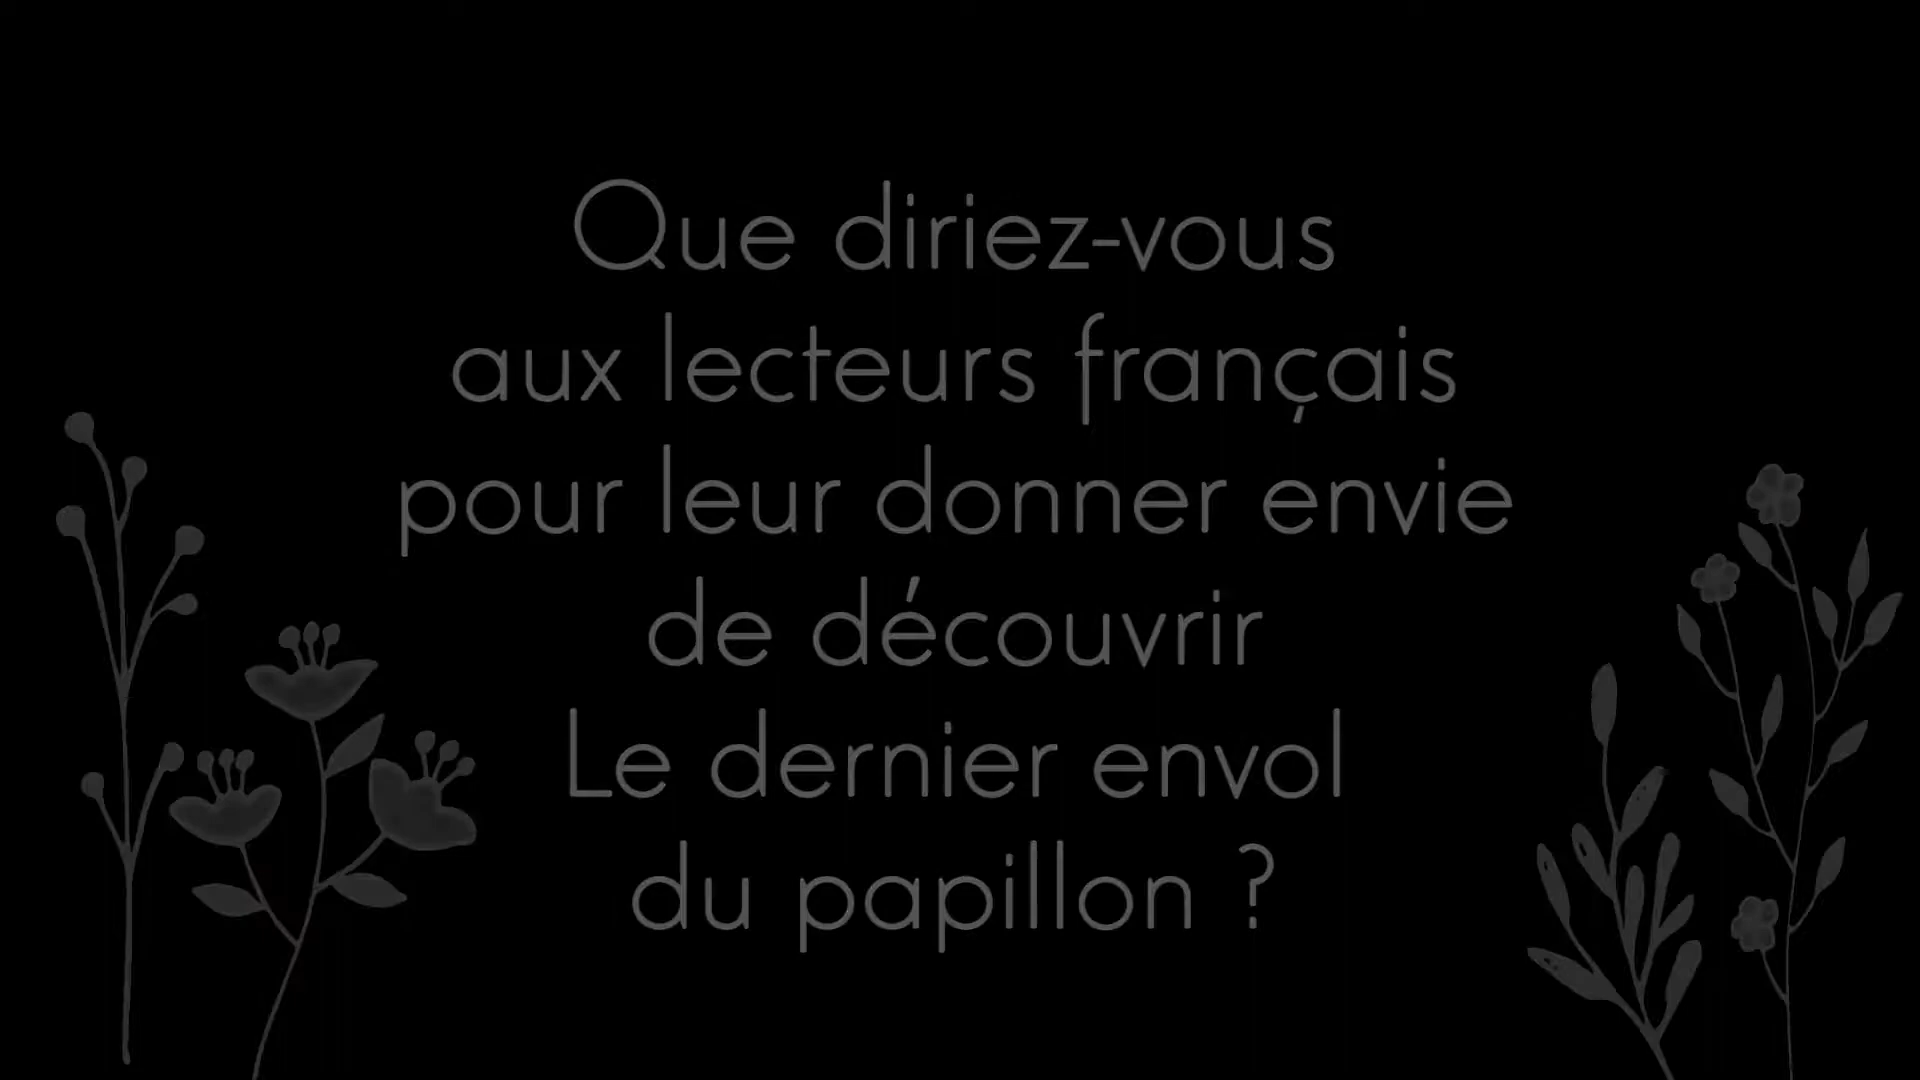 Que diriez-vous
aux lecteurs français
pour leur donner envie
de découvrir
Le dernier envol
du papillon ?